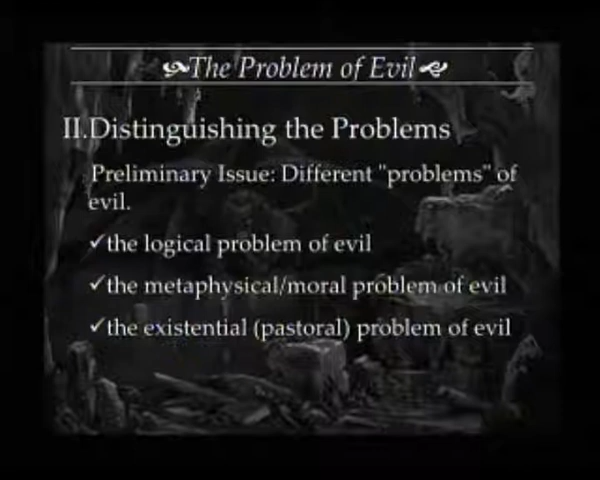 The Problem of Evil
II.Distinguishing the Problems
Preliminary Issue: Different "problems" of
evil.
✓the logical problem of evil
✓the metaphysical/moral problem of evil
✓the existential (pastoral) problem of evil